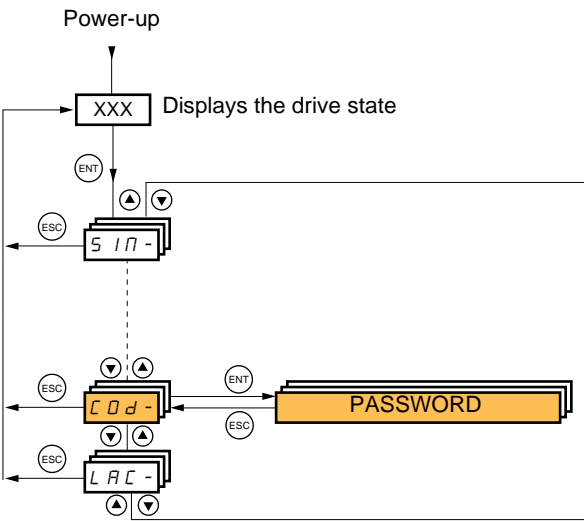 Power-up
XXX Displays the drive state
ENT
ESC
SIM-
ESC
ENT
COd-
PASSWORD
ESC
ESC
LAC-